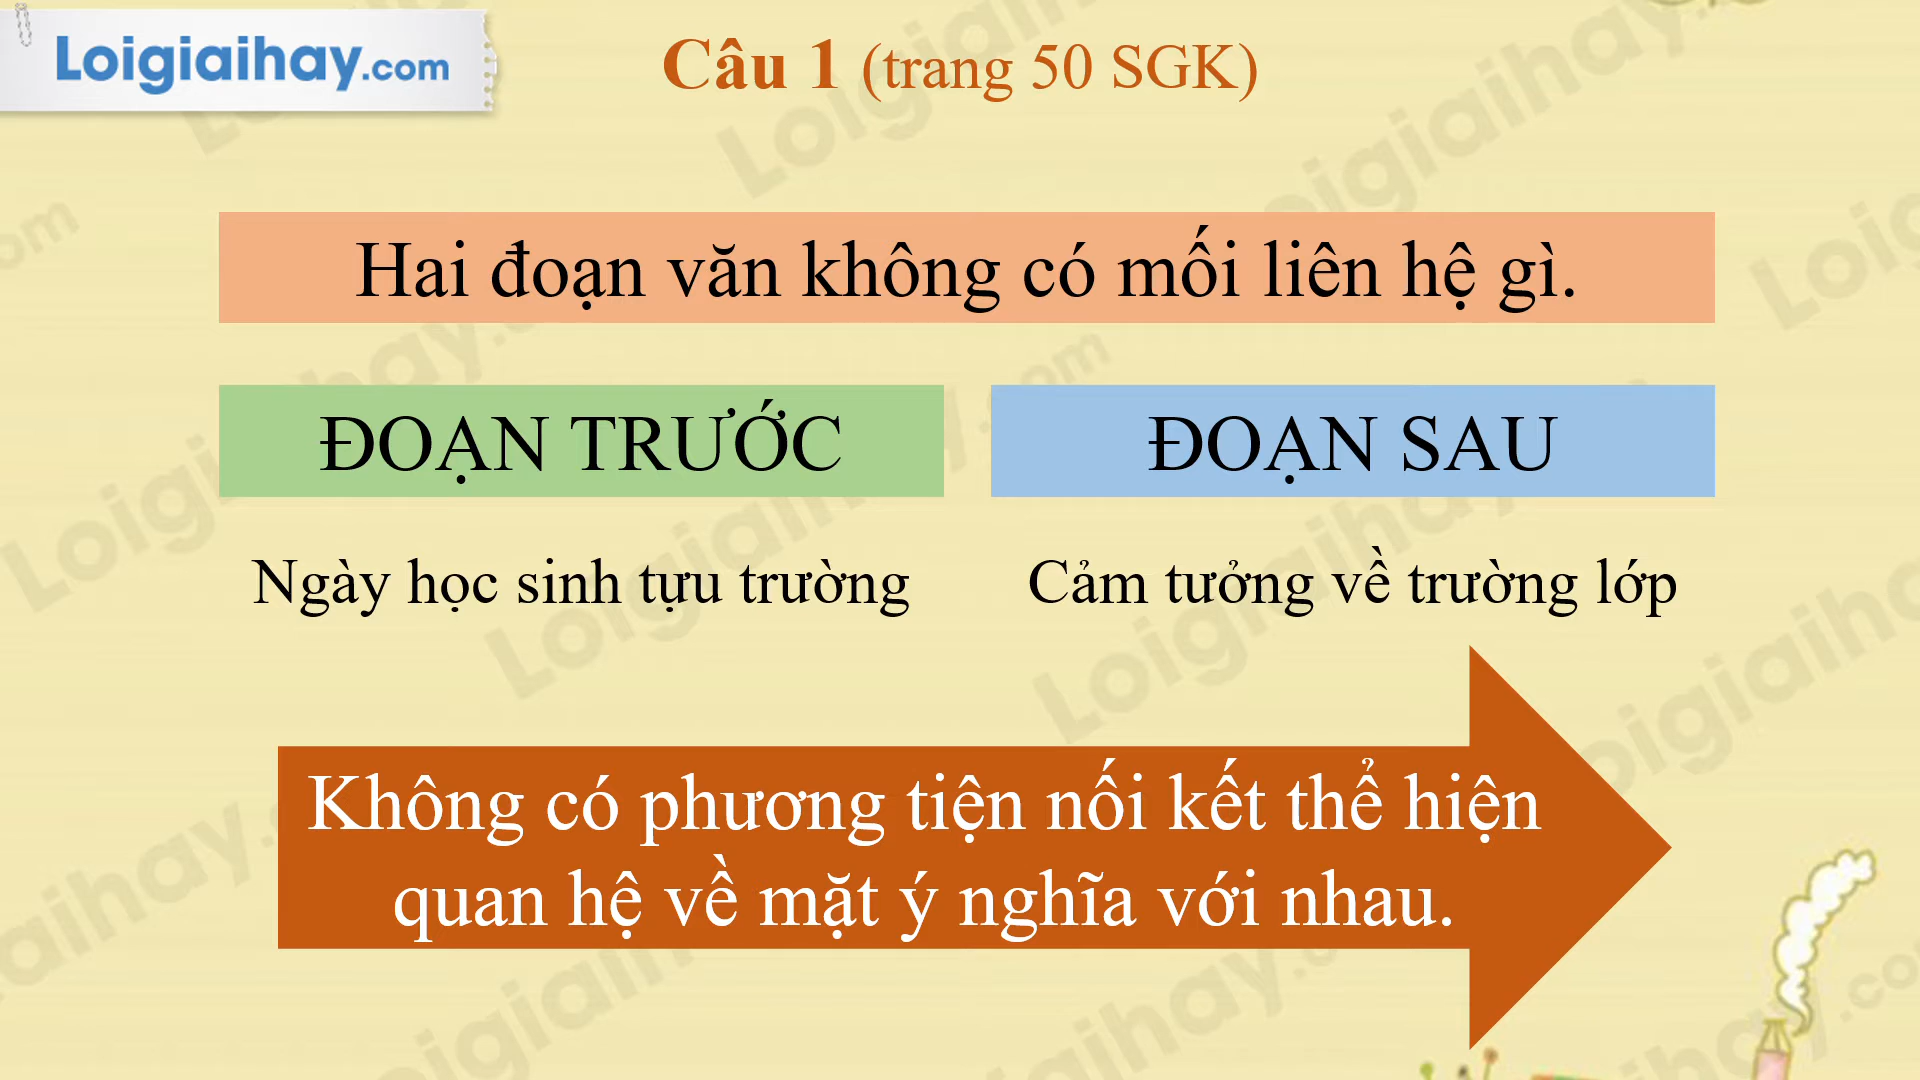 Loigiaihay.com
Câu 1 (trang 50 SGK)
Hai đoạn văn không có mối liên hệ gì.
ĐOẠN TRƯỚC
ĐOẠN SAU
Ngày học sinh tựu trường
Cảm tưởng về trường lớp
Không có phương tiện nối kết thể hiện
quan hệ về mặt ý nghĩa với nhau.